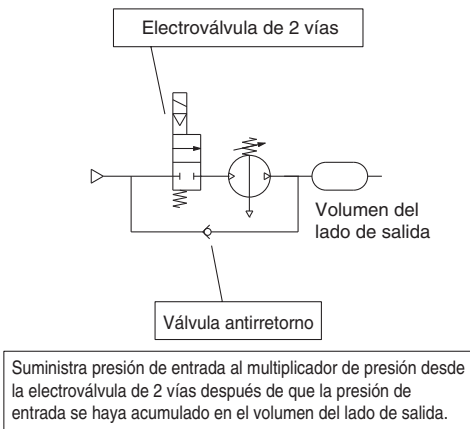 Electroválvula de 2 vías
Volumen del
lado de salida
Válvula antirretorno
Suministra presión de entrada al multiplicador de presión desde
la electroválvula de 2 vías después de que la presión de
entrada se haya acumulado en el volumen del lado de salida.